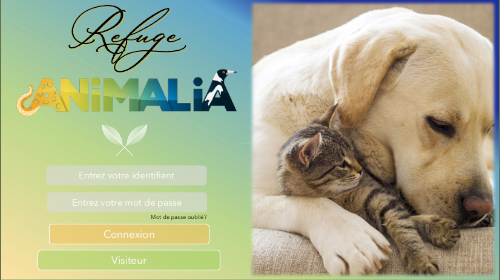 Refuge
ANiMALiA
Entrez votre identifiant
Entrez votre mot de passe
Mot de passe oublié?
Connexion
Visiteur